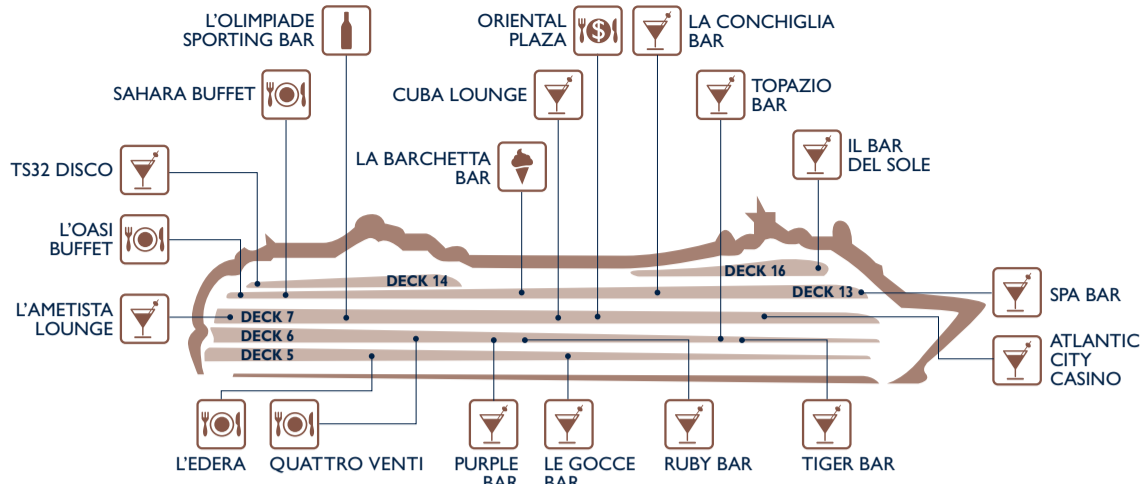 L'OLIMPIADE
SPORTING BAR
ORIENTAL
PLAZA
$
LA CONCHIGLIA
BAR
SAHARA BUFFET
CUBA LOUNGE
TOPAZIO
BAR
TS32 DISCO
LA BARCHETTA
BAR
IL BAR
DEL SOLE
L'OASI
BUFFET
DECK 14
DECK 16
DECK 13
SPA BAR
L'AMETISTA
LOUNGE
DECK 7
DECK 6
DECK 5
ATLANTIC
CITY
CASINO
L'EDERA
QUATTRO VENTI
PURPLE
BAR
LE GOCCE
BAR
RUBY BAR
TIGER BAR